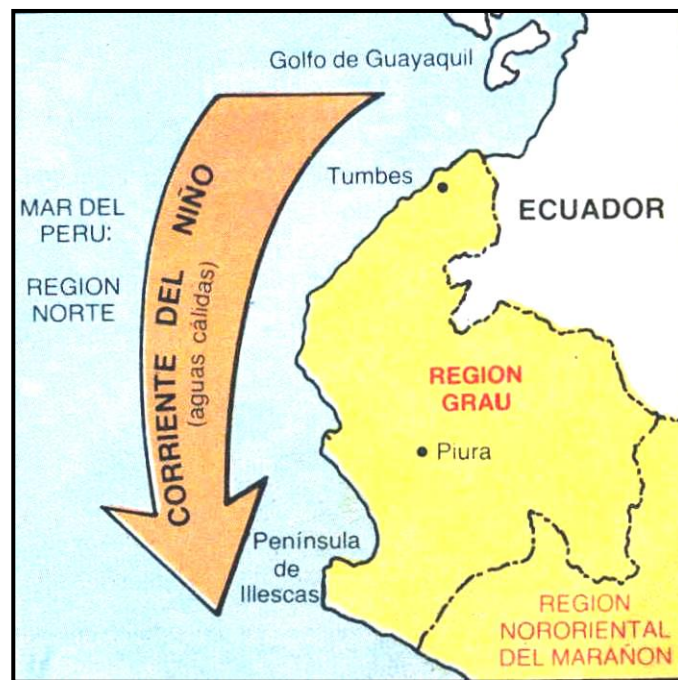 Golfo de Guayaquil
Tumbes
ECUADOR
MAR DEL
PERU:
REGION
NORTE
CORRIENTE DEL NIÑO
(aguas cálidas)
REGION
GRAU
Piura
Península
de
Illescas
REGION
NORORIENTAL
DEL MARAÑON